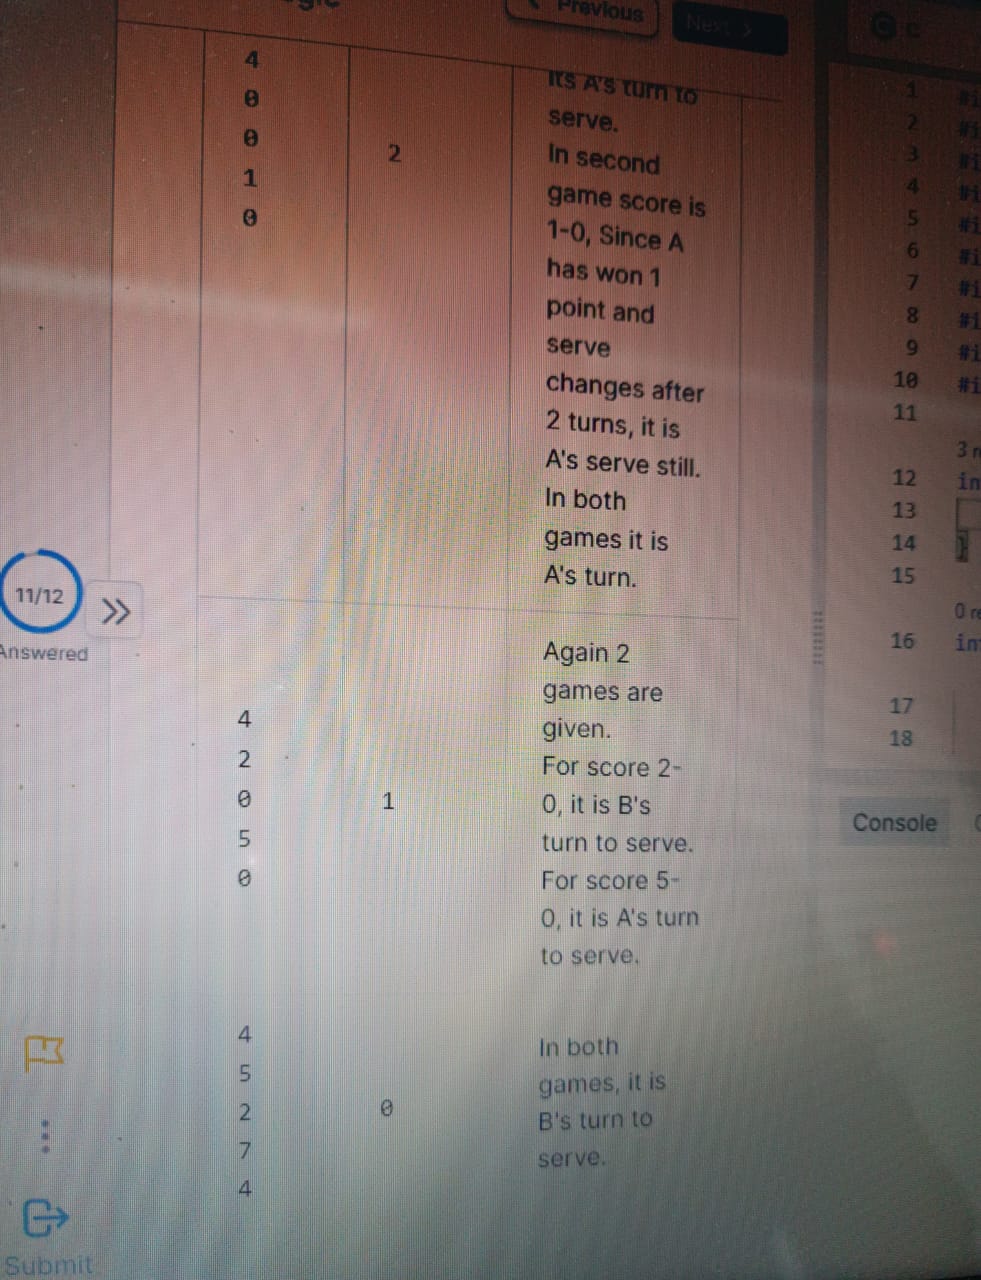 Previous
Next >
4
0
0
1
0
2
Its A's turn to
serve.
In second
game score is
1-0, Since A
has won 1
point and
serve
changes after
2 turns, it is
A's serve still.
In both
games it is
A's turn.
4
2
0
5
0
1
Again 2
games are
given.
For score 2-
0, it is B's
turn to serve.
For score 5-
0, it is A's turn
to serve.
4
5
2
7
4
0
In both
games, it is
B's turn to
serve.
11/12
Answered
Submit
C
1 #i
2 #i
3 #i
4 #i
5 #i
6 #i
7 #i
8 #i
9 #i
10 #i
11
3 r
12 in
13
14 }
15
0 re
16 in
17
18
Console